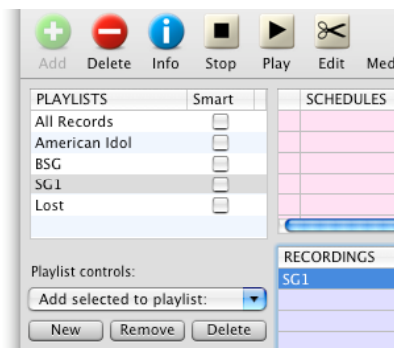 Add Delete Info Stop Play Edit Med
PLAYLISTS Smart
All Records
American Idol
BSG
SG1
Lost
Playlist controls:
Add selected to playlist:
New Remove Delete
SCHEDULES
RECORDINGS
SG1